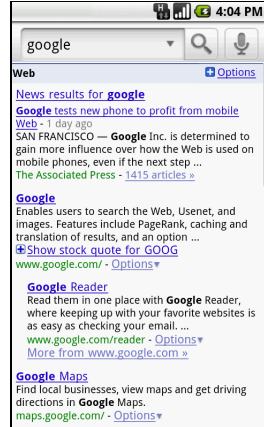 4:04 PM
google
Web
Options
News results for google
Google tests new phone to profit from mobile
Web - 1 day ago
SAN FRANCISCO — Google Inc. is determined to
gain more influence over how the Web is used on
mobile phones, even if the next step ...
The Associated Press - 1415 articles »
Google
Enables users to search the Web, Usenet, and
images. Features include PageRank, caching and
translation of results, and an option ...
Show stock quote for GOOG
www.google.com/ - Options
Google Reader
Read them in one place with Google Reader,
where keeping up with your favorite websites is
as easy as checking your email. ...
www.google.com/reader - Options
More from www.google.com »
Google Maps
Find local businesses, view maps and get driving
directions in Google Maps.
maps.google.com/ - Options